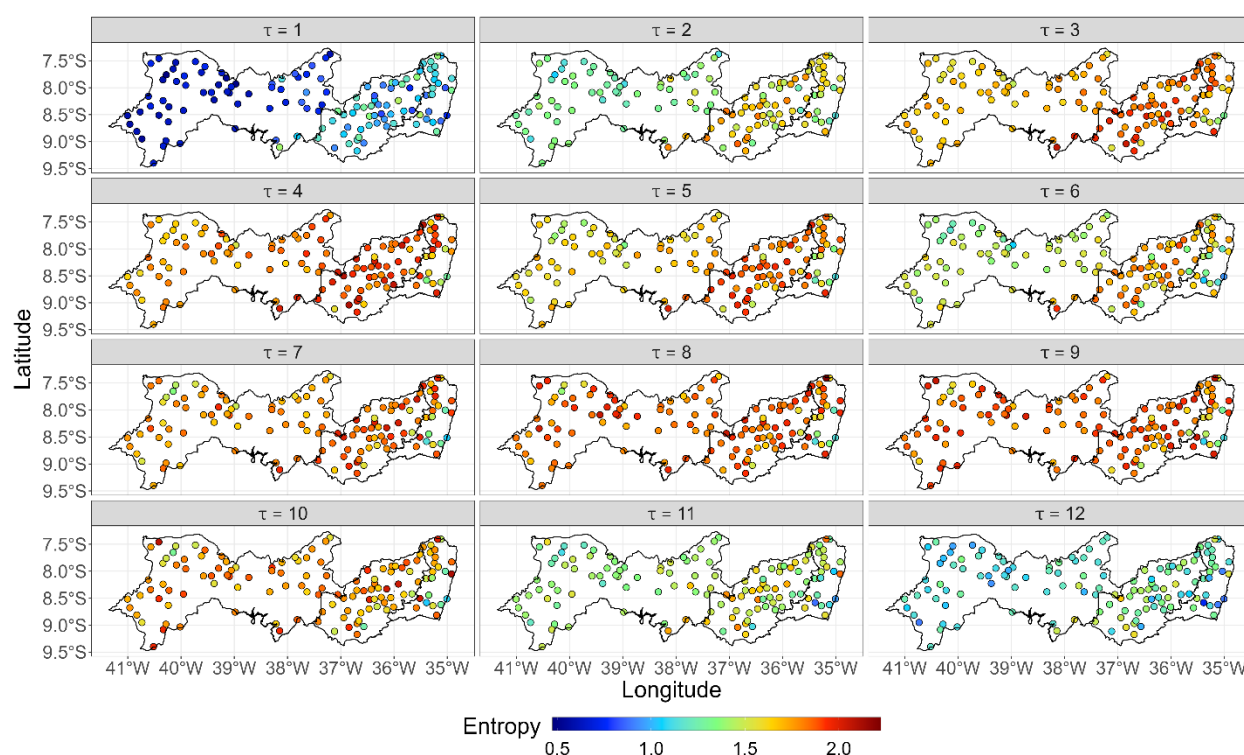 τ = 1 τ = 2 τ = 3
7.5°S
8.0°S
8.5°S
9.0°S
9.5°S
τ = 4 τ = 5 τ = 6
7.5°S
8.0°S
8.5°S
9.0°S
9.5°S
Latitude
τ = 7 τ = 8 τ = 9
7.5°S
8.0°S
8.5°S
9.0°S
9.5°S
τ = 10 τ = 11 τ = 12
7.5°S
8.0°S
8.5°S
9.0°S
9.5°S
41°W 40°W 39°W 38°W 37°W 36°W 35°W 41°W 40°W 39°W 38°W 37°W 36°W 35°W 41°W 40°W 39°W 38°W 37°W 36°W 35°W
Longitude
Entropy
0.5 1.0 1.5 2.0